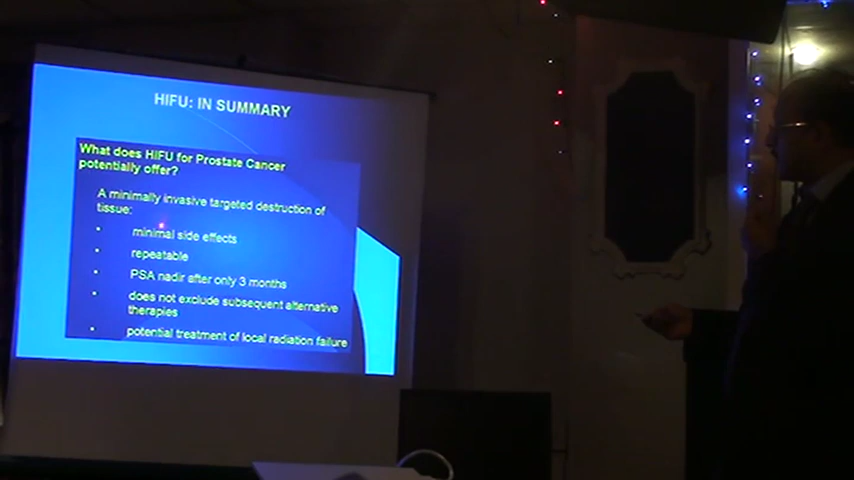 HIFU: IN SUMMARY
What does HIFU for Prostate Cancer
potentially offer?
A minimally invasive targeted destruction of
tissue:
• minimal side effects
• repeatable
• PSA nadir after only 3 months
• does not exclude subsequent alternative
therapies
• potential treatment of local radiation failure